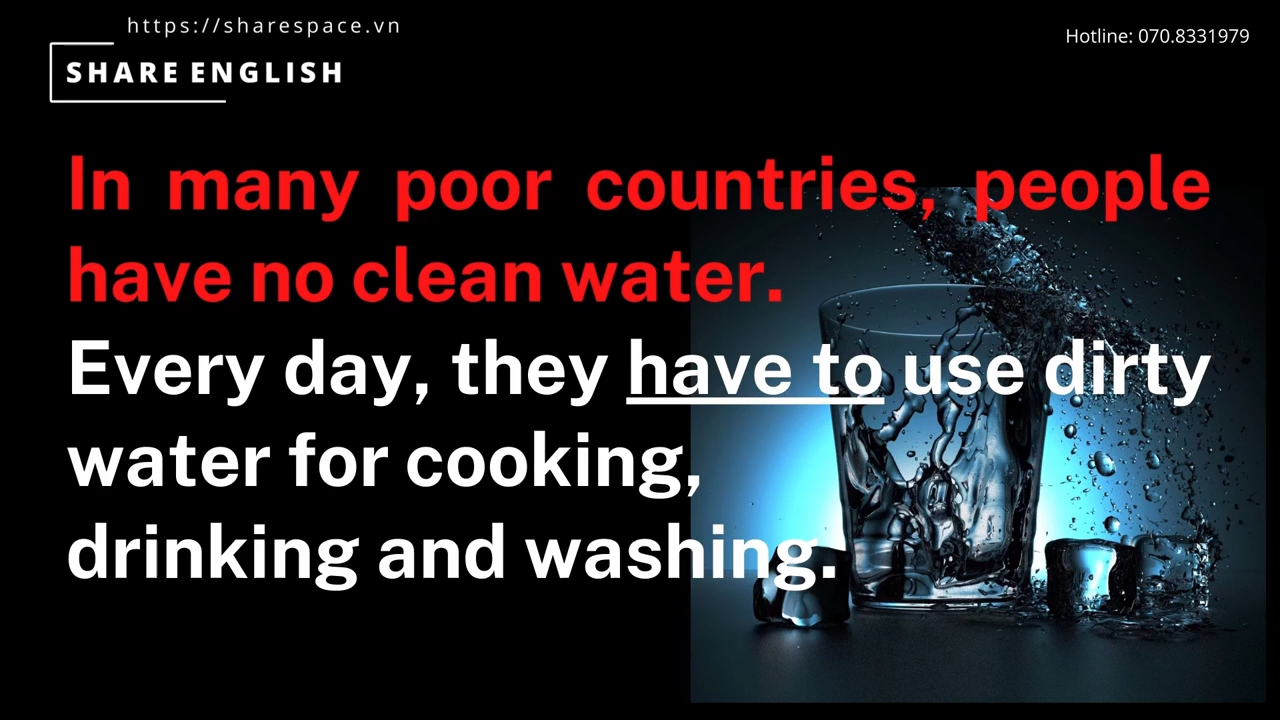 https://sharespace.vn
Hotline: 070.8331979
SHARE ENGLISH
In many poor countries, people
have no clean water.
Every day, they have to use dirty
water for cooking,
drinking and washing.